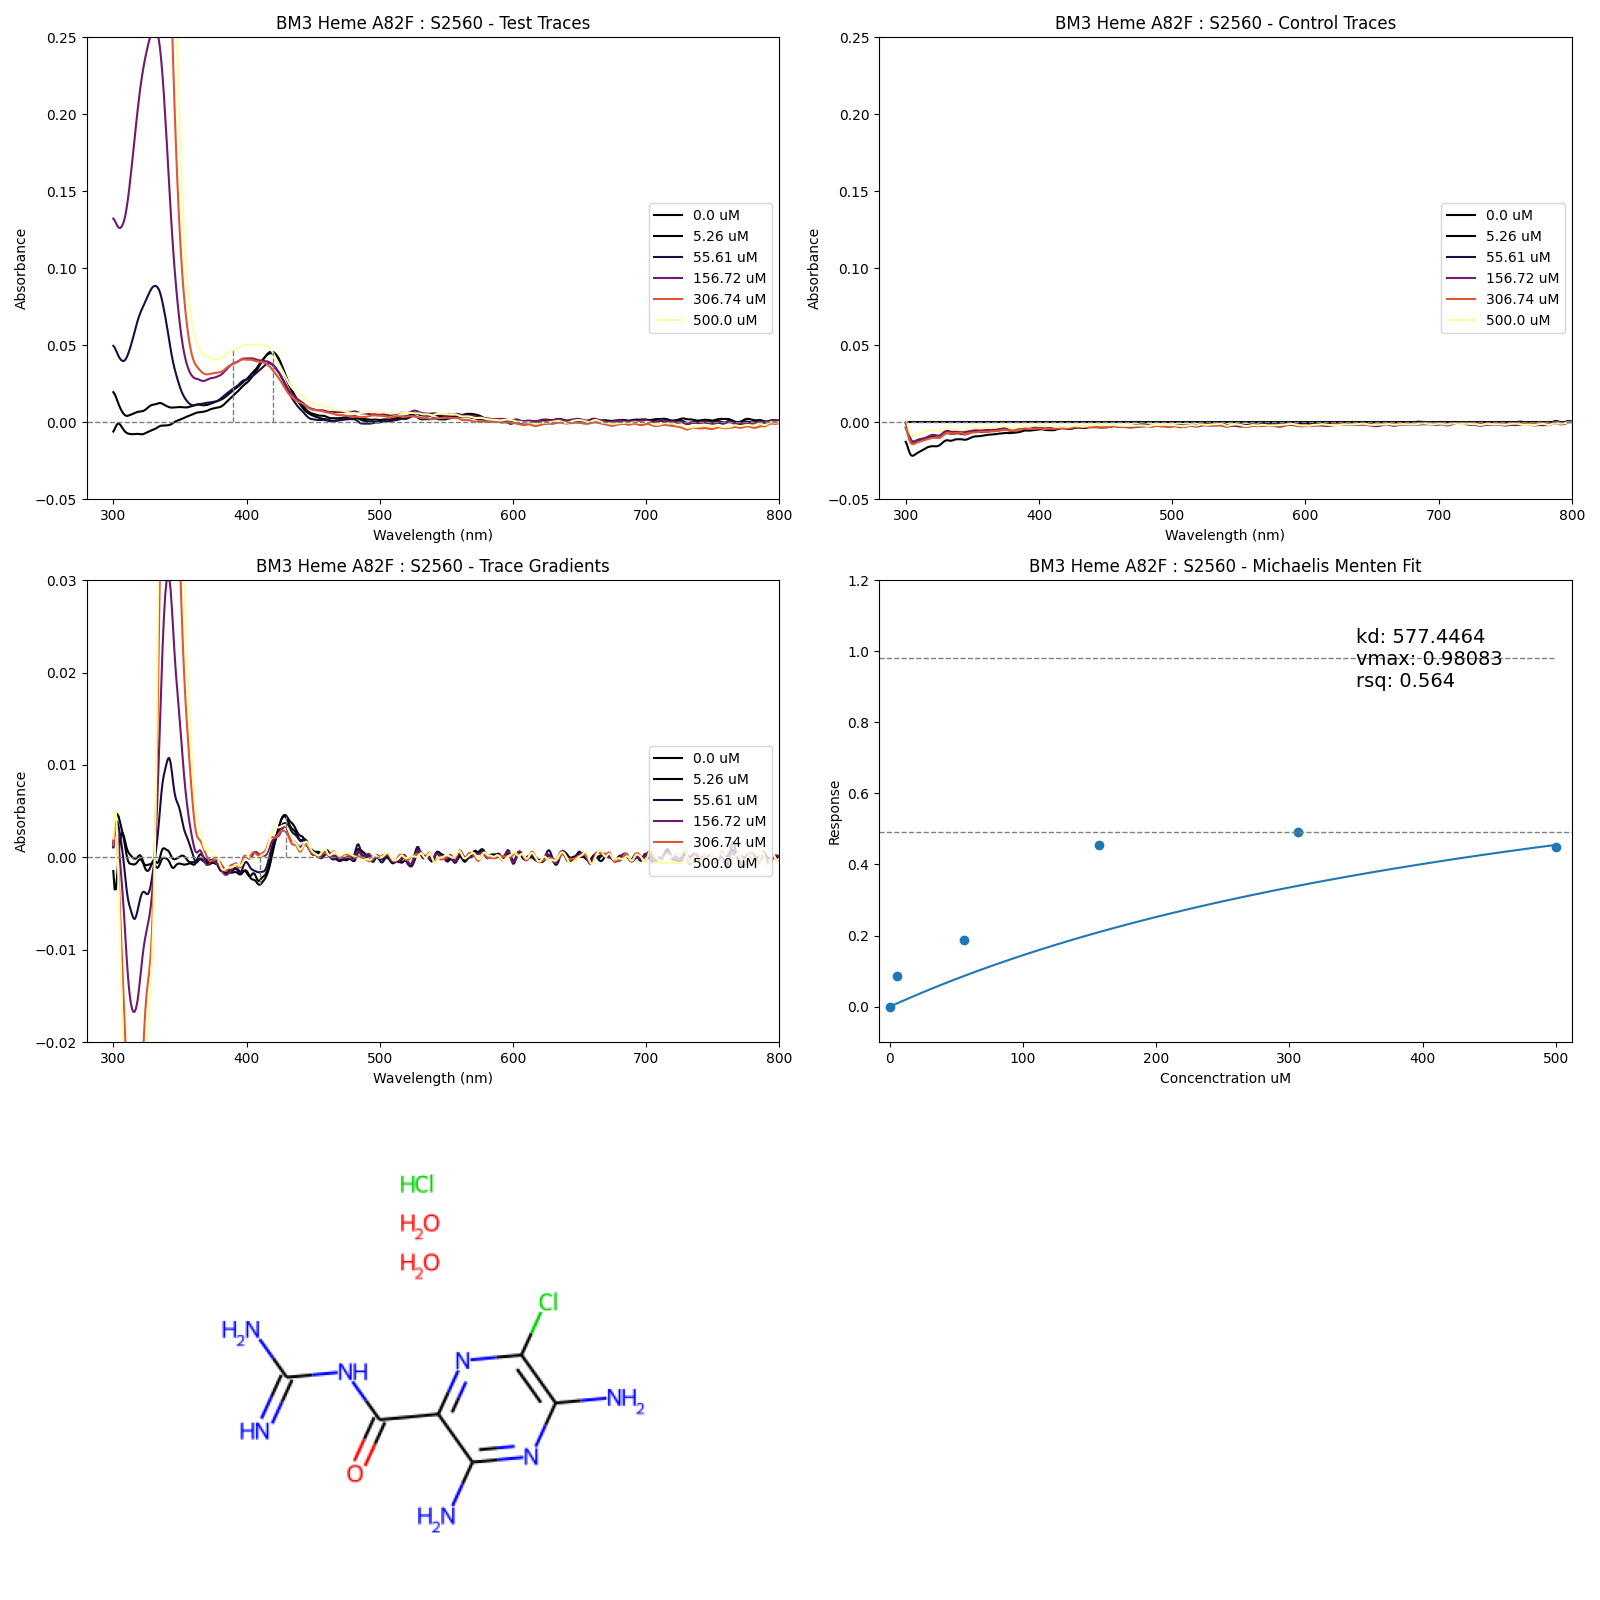 BM3 Heme A82F : S2560 - Test Traces
0.25
0.20
0.15
0.10
0.05
0.00
−0.05
Absorbance
300 400 500 600 700 800
Wavelength (nm)
0.0 uM
5.26 uM
55.61 uM
156.72 uM
306.74 uM
500.0 uM
BM3 Heme A82F : S2560 - Control Traces
0.25
0.20
0.15
0.10
0.05
0.00
−0.05
Absorbance
300 400 500 600 700 800
Wavelength (nm)
0.0 uM
5.26 uM
55.61 uM
156.72 uM
306.74 uM
500.0 uM
BM3 Heme A82F : S2560 - Trace Gradients
0.03
0.02
0.01
0.00
−0.01
−0.02
Absorbance
300 400 500 600 700 800
Wavelength (nm)
0.0 uM
5.26 uM
55.61 uM
156.72 uM
306.74 uM
500.0 uM
BM3 Heme A82F : S2560 - Michaelis Menten Fit
1.2
1.0
0.8
0.6
0.4
0.2
0.0
Response
kd: 577.4464
vmax: 0.98083
rsq: 0.564
0 100 200 300 400 500
Concenctration uM
HCl
H2O
H2O
Cl
H2N
NH
N
NH2
HN
N
O
H2N